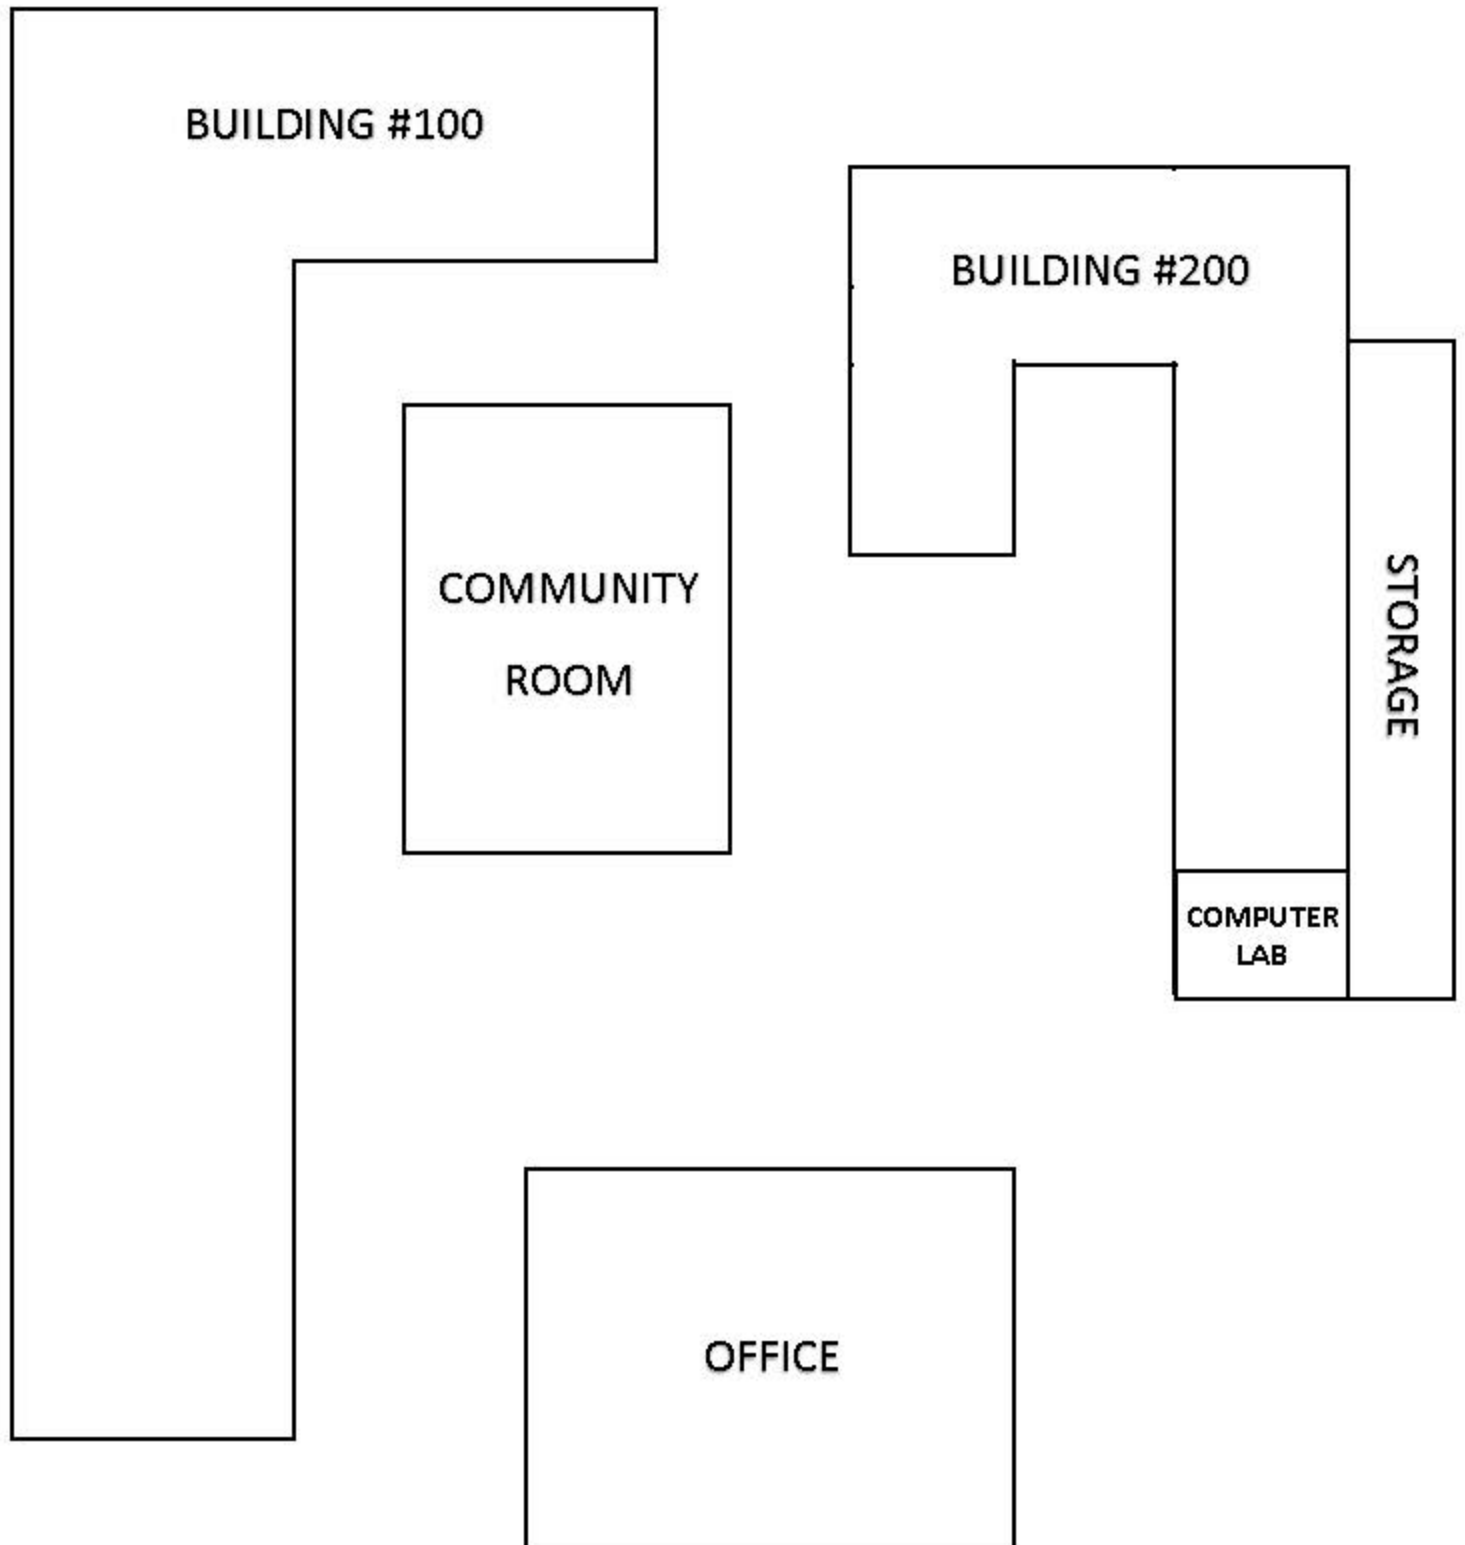 BUILDING #100
BUILDING #200
COMMUNITY
ROOM
STORAGE
COMPUTER
LAB
OFFICE